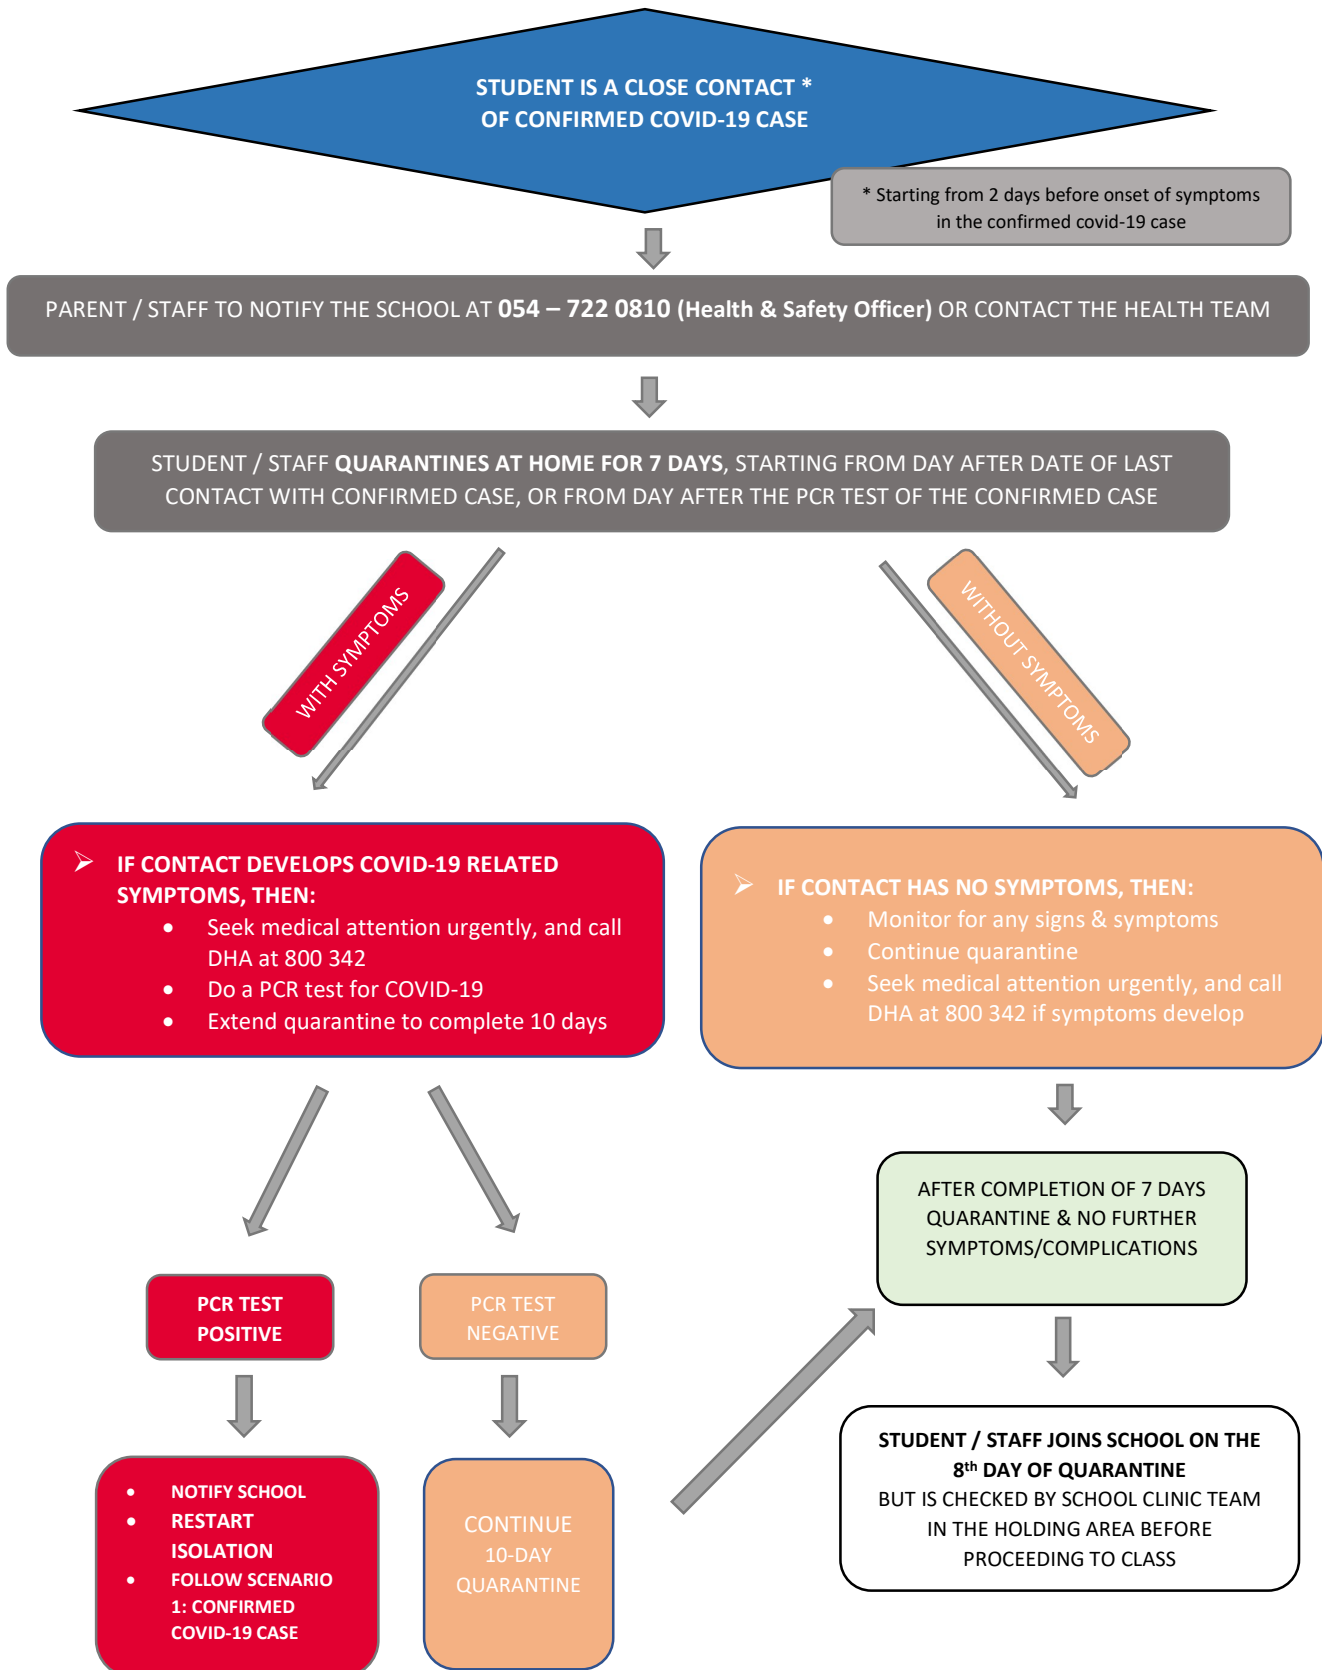 STUDENT IS A CLOSE CONTACT *
OF CONFIRMED COVID-19 CASE
* Starting from 2 days before onset of symptoms
in the confirmed covid-19 case
PARENT / STAFF TO NOTIFY THE SCHOOL AT 054 – 722 0810 (Health & Safety Officer) OR CONTACT THE HEALTH TEAM
STUDENT / STAFF QUARANTINES AT HOME FOR 7 DAYS, STARTING FROM DAY AFTER DATE OF LAST
CONTACT WITH CONFIRMED CASE, OR FROM DAY AFTER THE PCR TEST OF THE CONFIRMED CASE
WITH SYMPTOMS
WITHOUT SYMPTOMS
➢ IF CONTACT DEVELOPS COVID-19 RELATED
SYMPTOMS, THEN:
• Seek medical attention urgently, and call
DHA at 800 342
• Do a PCR test for COVID-19
• Extend quarantine to complete 10 days
➢ IF CONTACT HAS NO SYMPTOMS, THEN:
• Monitor for any signs & symptoms
• Continue quarantine
• Seek medical attention urgently, and call
DHA at 800 342 if symptoms develop
AFTER COMPLETION OF 7 DAYS
QUARANTINE & NO FURTHER
SYMPTOMS/COMPLICATIONS
PCR TEST
POSITIVE
PCR TEST
NEGATIVE
• NOTIFY SCHOOL
• RESTART
ISOLATION
• FOLLOW SCENARIO
1: CONFIRMED
COVID-19 CASE
CONTINUE
10-DAY
QUARANTINE
STUDENT / STAFF JOINS SCHOOL ON THE
8th DAY OF QUARANTINE
BUT IS CHECKED BY SCHOOL CLINIC TEAM
IN THE HOLDING AREA BEFORE
PROCEEDING TO CLASS